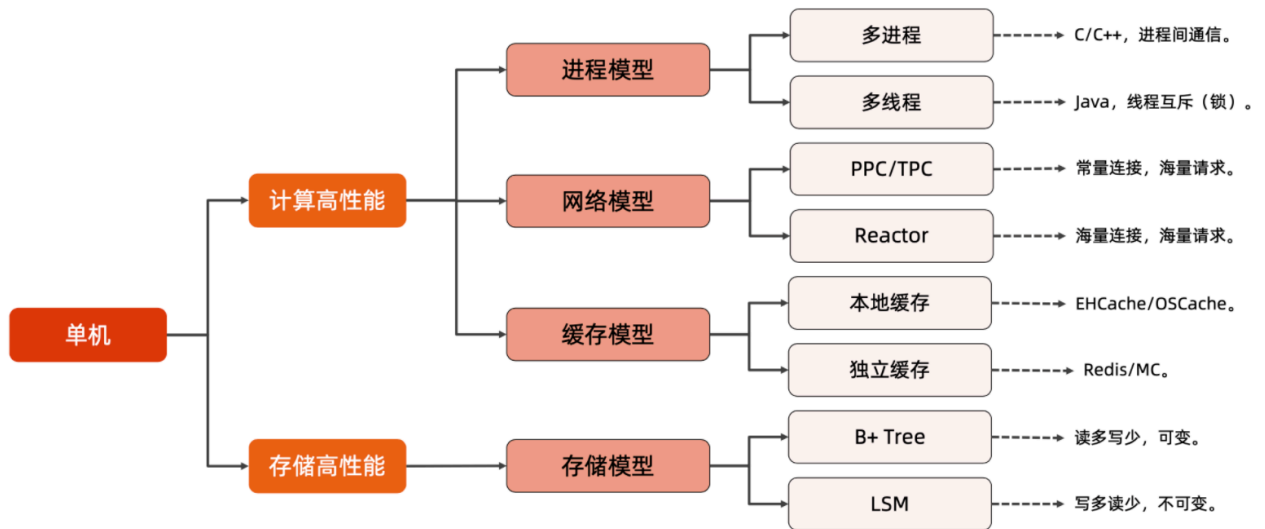 单机
计算高性能
进程模型
多进程
C/C++，进程间通信。
多线程
Java，线程互斥（锁）。
网络模型
PPC/TPC
常量连接，海量请求。
Reactor
海量连接，海量请求。
缓存模型
本地缓存
EHCache/OSCache。
独立缓存
Redis/MC。
存储高性能
存储模型
B+ Tree
读多写少，可变。
LSM
写多读少，不可变。